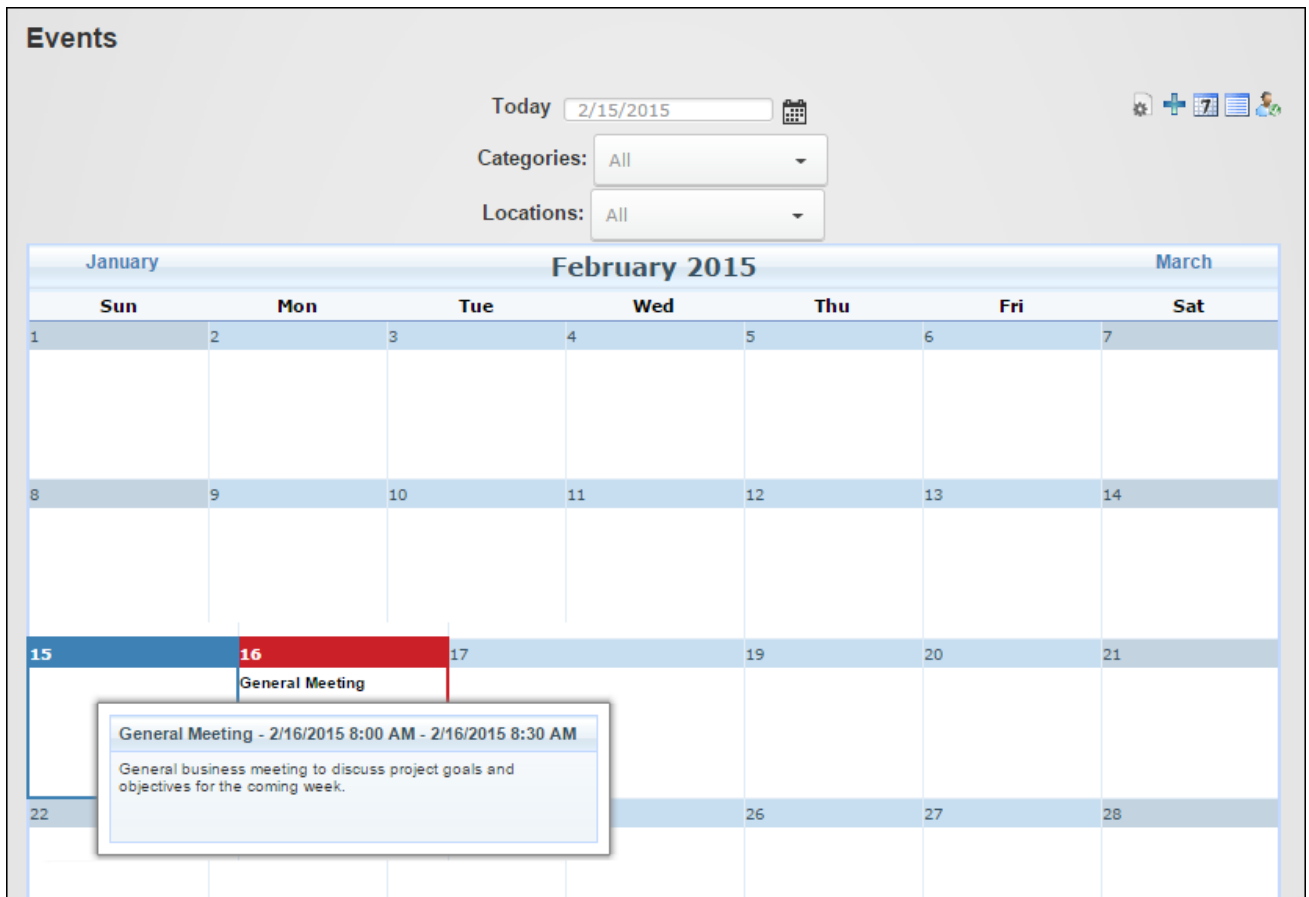 Events
Today 2/15/2015
7
Categories: All
Locations: All
January February 2015 March
Sun Mon Tue Wed Thu Fri Sat
1 2 3 4 5 6 7
8 9 10 11 12 13 14
15 16 17 19 20 21
General Meeting
General Meeting - 2/16/2015 8:00 AM - 2/16/2015 8:30 AM
General business meeting to discuss project goals and
objectives for the coming week.
22 26 27 28